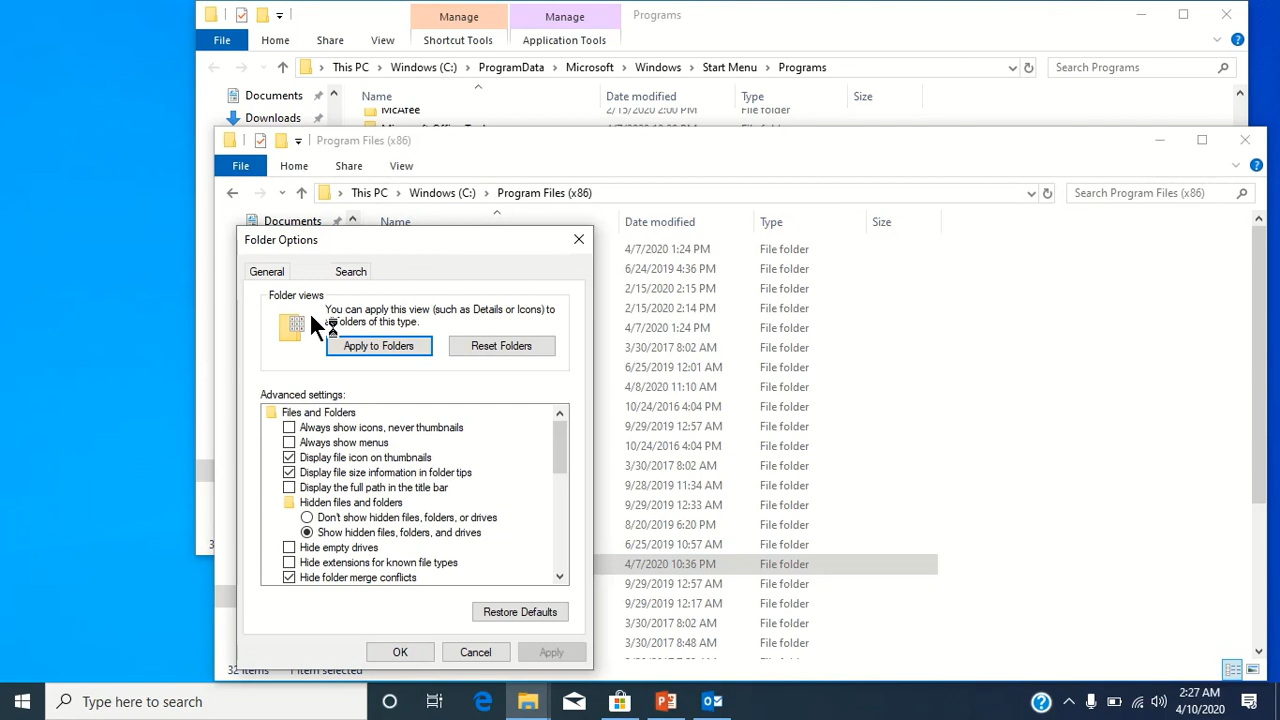 Manage
Manage
Programs
File
Home
Share
View
Shortcut Tools
Application Tools
This PC
Windows (C:)
ProgramData
Microsoft
Windows
Start Menu
Programs
Search Programs
Documents
Name
Date modified
Type
Size
McAfee
2/15/2020 2:00 PM
File folder
Downloads
Program Files (x86)
File
Home
Share
View
This PC
Windows (C:)
Program Files (x86)
Search Program Files (x86)
Documents
Name
Date modified
Type
Size
Folder Options
General
Search
Folder views
You can apply this view (such as Details or Icons) to
folders of this type.
Apply to Folders
Reset Folders
Advanced settings:
Files and Folders
Always show icons, never thumbnails
Always show menus
Display file icon on thumbnails
Display file size information in folder tips
Display the full path in the title bar
Hidden files and folders
Don't show hidden files, folders, or drives
Show hidden files, folders, and drives
Hide empty drives
Hide extensions for known file types
Hide folder merge conflicts
Restore Defaults
OK
Cancel
Apply
4/7/2020 1:24 PM File folder
6/24/2019 4:36 PM File folder
2/15/2020 2:15 PM File folder
2/15/2020 2:14 PM File folder
4/7/2020 1:24 PM File folder
3/30/2017 8:02 AM File folder
6/25/2019 12:01 AM File folder
4/8/2020 11:10 AM File folder
10/24/2016 4:04 PM File folder
9/29/2019 12:57 AM File folder
10/24/2016 4:04 PM File folder
3/30/2017 8:02 AM File folder
9/28/2019 11:34 AM File folder
9/29/2019 12:33 AM File folder
8/20/2019 6:20 PM File folder
6/25/2019 10:57 AM File folder
4/7/2020 10:36 PM File folder
9/29/2019 12:57 AM File folder
9/29/2019 12:17 AM File folder
3/30/2017 8:02 AM File folder
3/30/2017 8:48 AM File folder
32 items 1 item selected
Type here to search
2:27 AM
4/10/2020